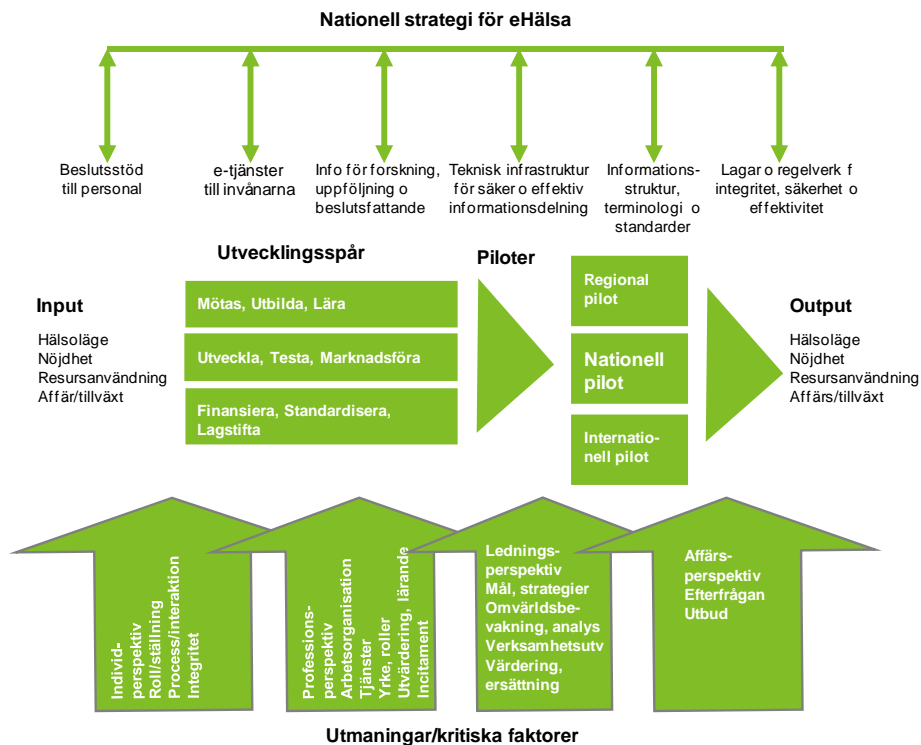 Nationell strategi för eHälsa
Beslutsstöd
till personal
e-tjänster
till invånarna
Info för forskning,
uppföljning o
beslutsfattande
Teknisk infrastruktur
för säker o effektiv
informationsdelning
Informations-
struktur,
terminologi o
standarder
Lagar o regelverk f
integritet, säkerhet o
effektivitet
Utvecklingsspår
Piloter
Input
Hälsoläge
Nöjdhet
Resursanvändning
Affär/tillväxt
Mötas, Utbilda, Lära
Utveckla, Testa, Marknadsföra
Finansiera, Standardisera,
Lagstifta
Regional
pilot
Nationell
pilot
Internatio-
nell pilot
Output
Hälsoläge
Nöjdhet
Resursanvändning
Affärs/tillväxt
Individ-
perspektiv
Roll/ställning
Process/interaktion
Integritet
Professions-
perspektiv
Arbetsorganisation
Tjänster
Yrke, roller
Utvärdering, lärande
Incitament
Lednings-
perspektiv
Mål, strategier
Omvärldsbe-
vakning, analys
Verksamhetsutv
Värdering,
ersättning
Affärs-
perspektiv
Efterfrågan
Utbud
Utmaningar/kritiska faktorer